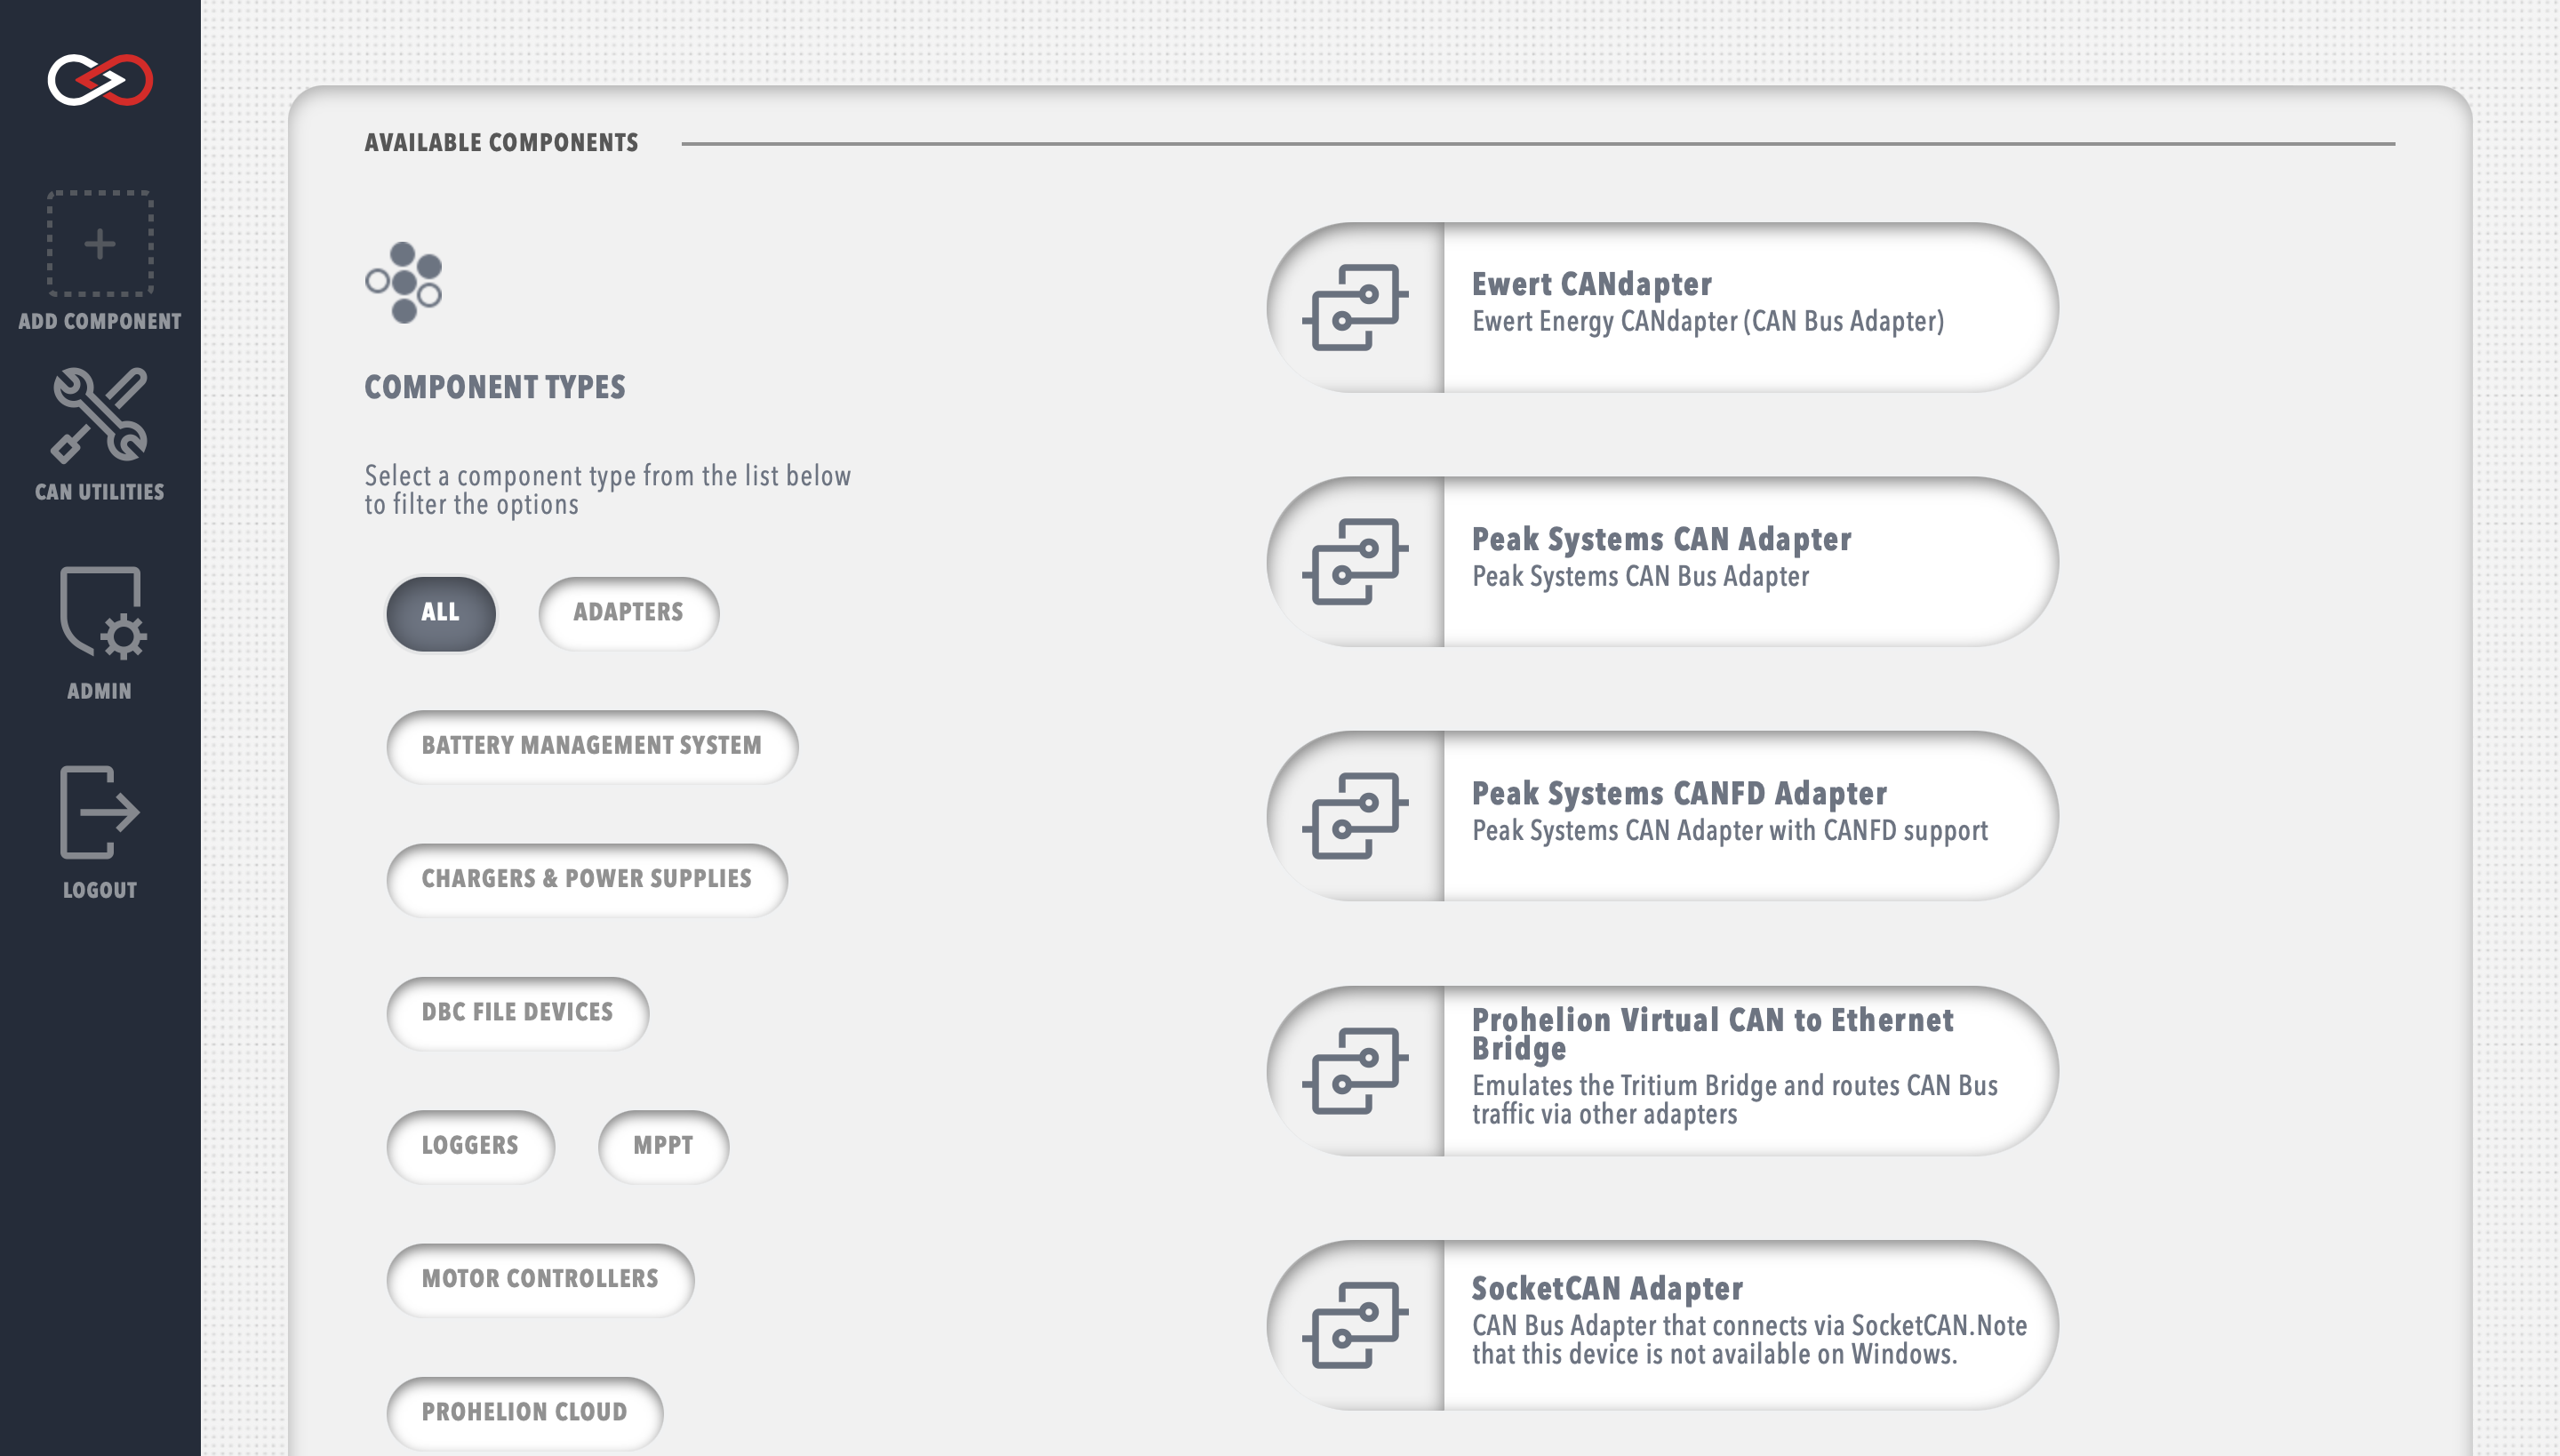 ADD COMPONENT
CAN UTILITIES
ADMIN
LOGOUT
AVAILABLE COMPONENTS
COMPONENT TYPES
Select a component type from the list below
to filter the options
ALL
ADAPTERS
BATTERY MANAGEMENT SYSTEM
CHARGERS & POWER SUPPLIES
DBC FILE DEVICES
LOGGERS
MPPT
MOTOR CONTROLLERS
PROHELION CLOUD
Ewert CANdapter
Ewert Energy CANdapter (CAN Bus Adapter)
Peak Systems CAN Adapter
Peak Systems CAN Bus Adapter
Peak Systems CANFD Adapter
Peak Systems CAN Adapter with CANFD support
Prohelion Virtual CAN to Ethernet
Bridge
Emulates the Tritium Bridge and routes CAN Bus
traffic via other adapters
SocketCAN Adapter
CAN Bus Adapter that connects via SocketCAN.Note
that this device is not available on Windows.